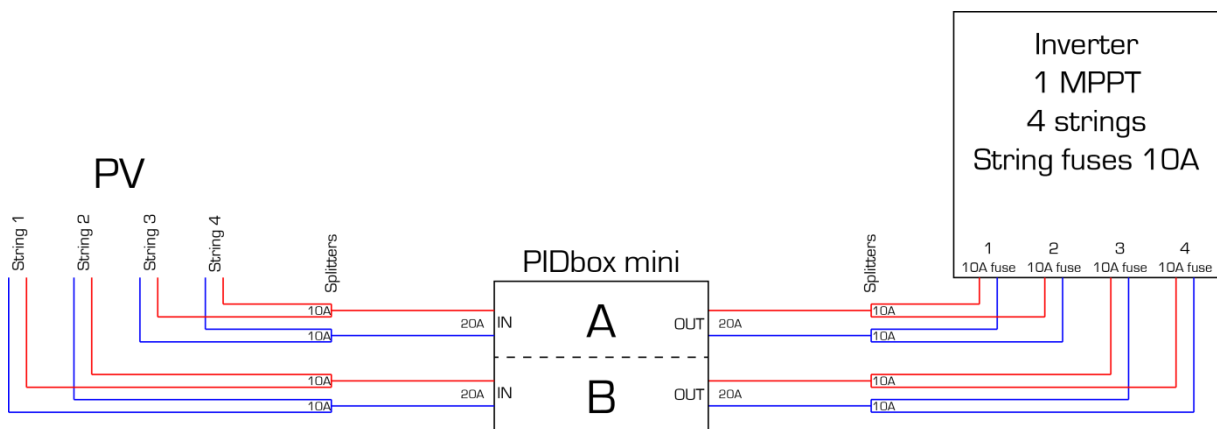 Inverter
1 MPPT
4 strings
String fuses 10A
PV
String 1
String 2
String 3
String 4
Splitters
PIDbox mini
Splitters
1
2
3
4
10A fuse
10A fuse
10A fuse
10A fuse
10A
10A
20A
IN
A
OUT
20A
10A
10A
10A
10A
20A
IN
B
OUT
20A
10A
10A